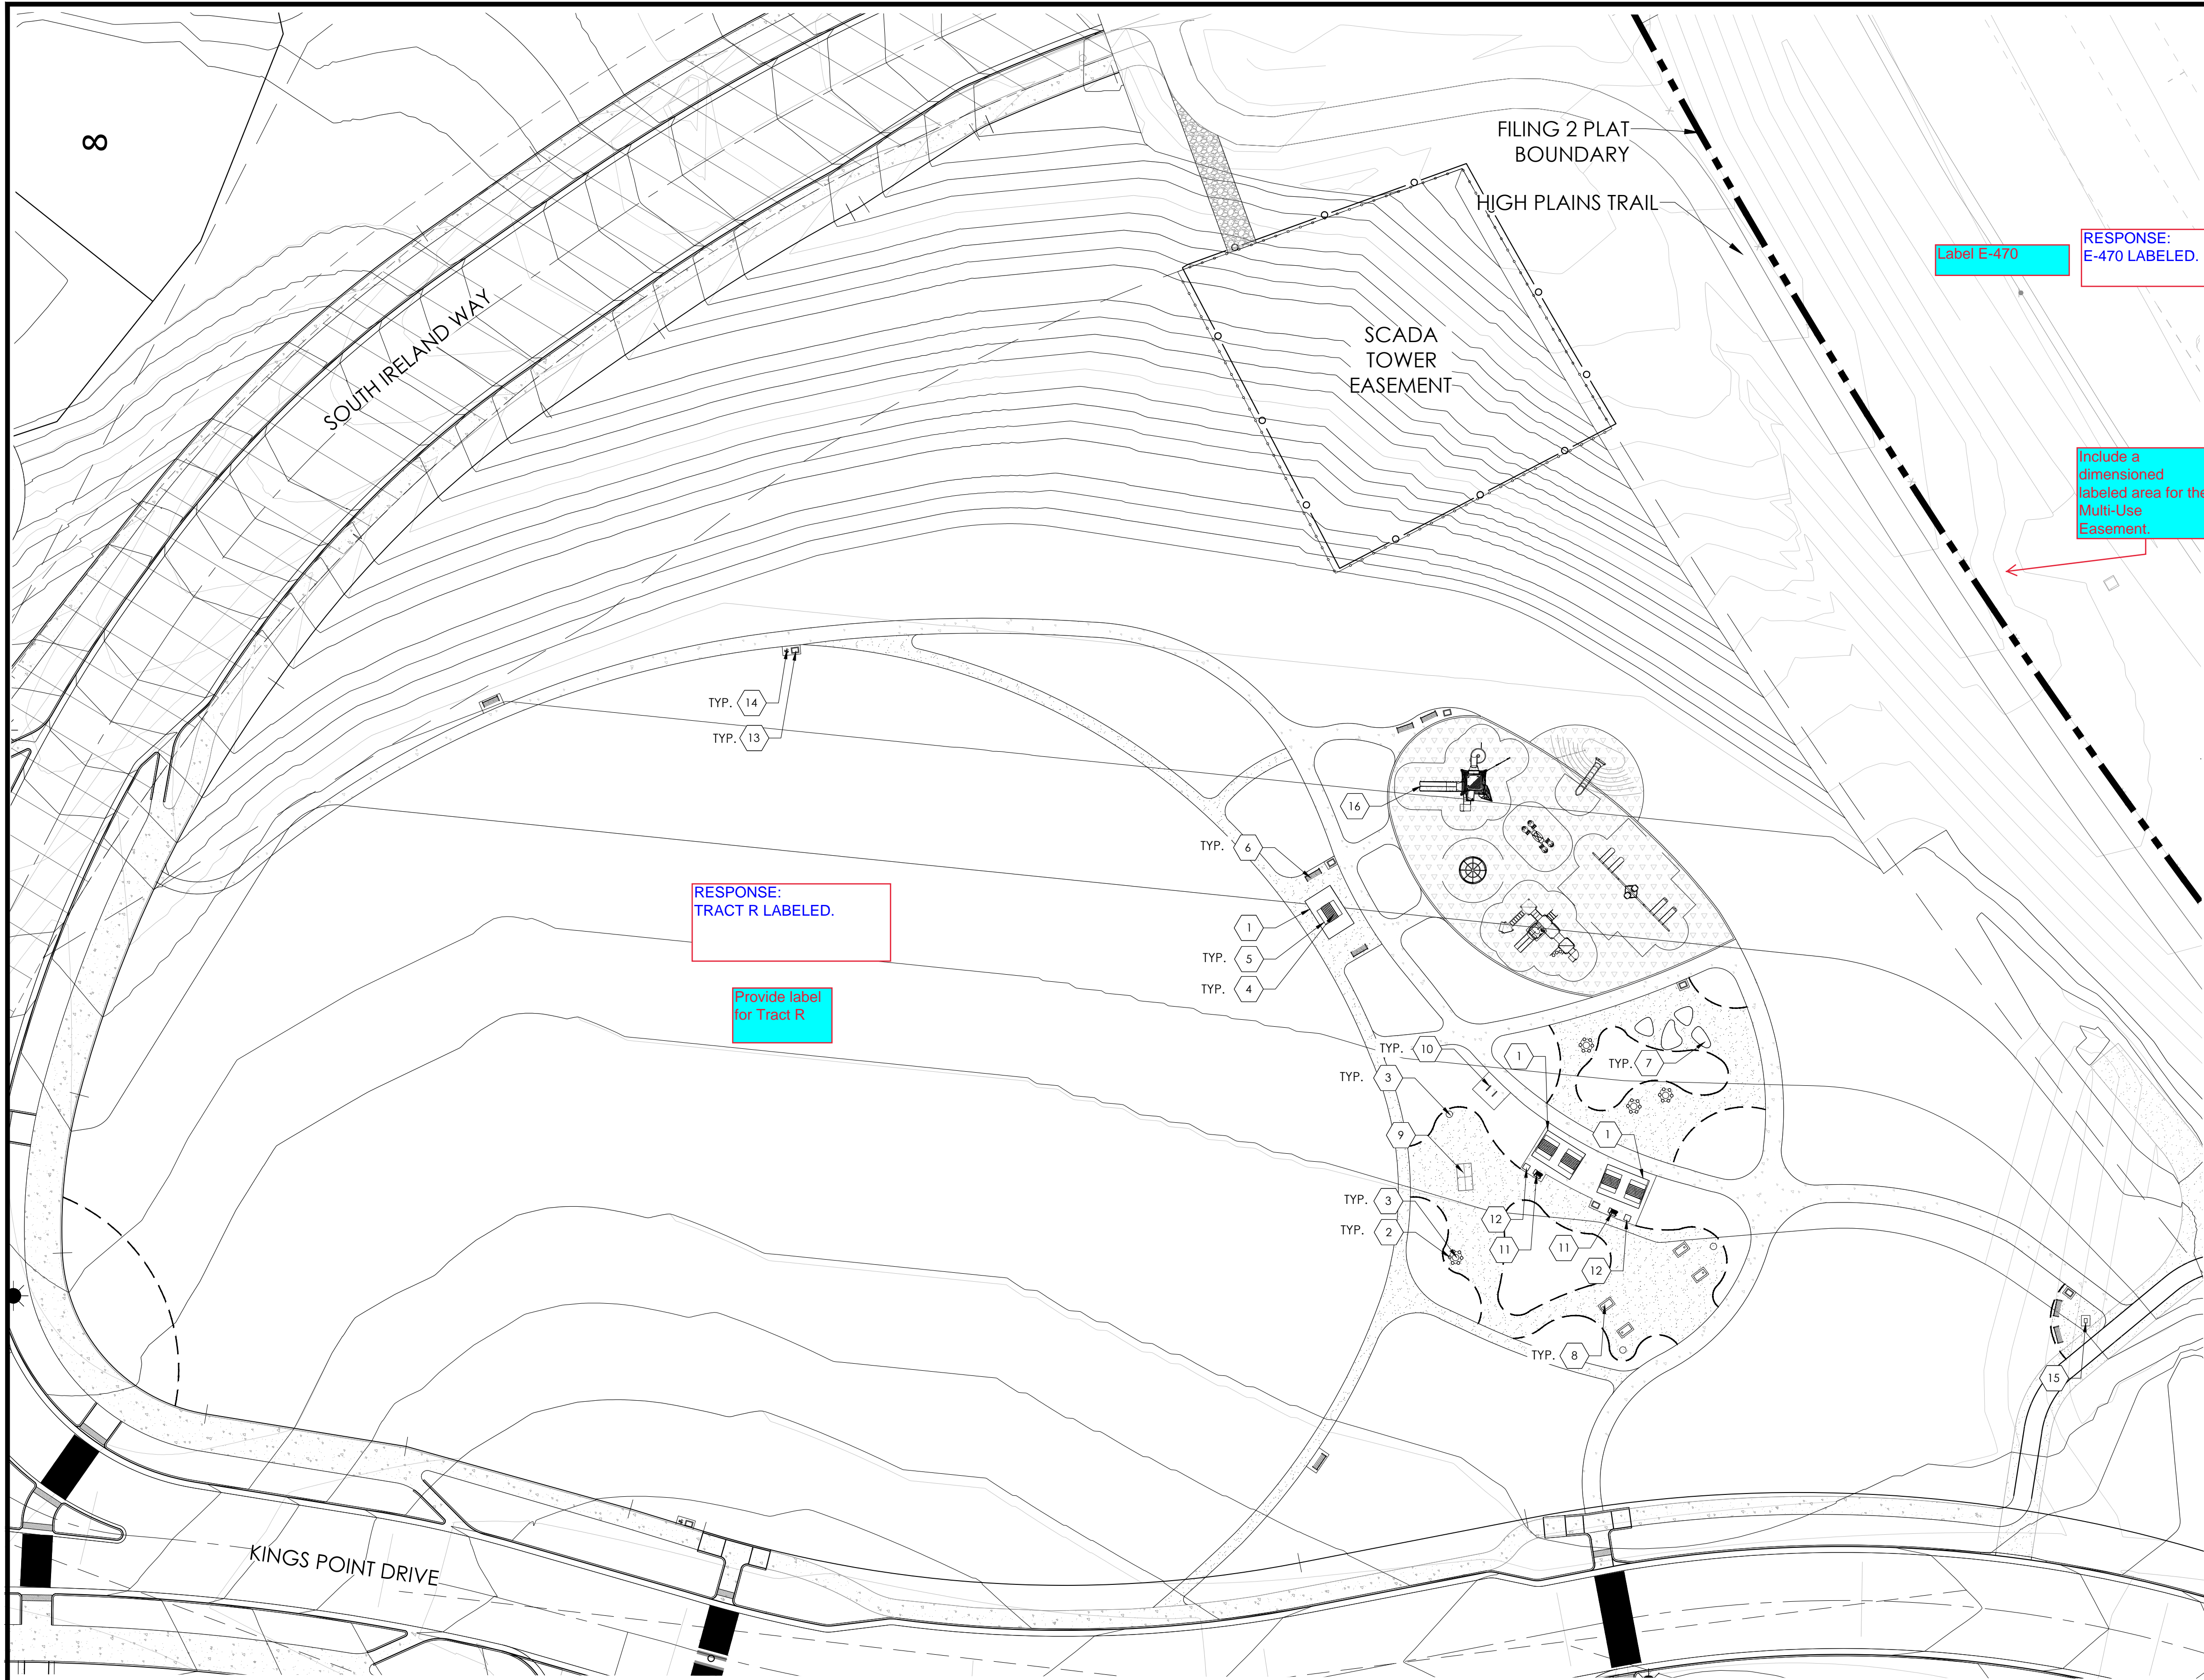 ∞
FILING 2 PLAT
BOUNDARY
HIGH PLAINS TRAIL
Label E-470
RESPONSE:
E-470 LABELED.
SOUTH IRELAND WAY
SCADA
TOWER
EASEMENT
Include a
dimensioned
labeled area for the
Multi-Use
Easement.
TYP. 14
TYP. 13
16
TYP. 6
RESPONSE:
TRACT R LABELED.
1
TYP. 5
TYP. 4
Provide label
for Tract R
TYP. 10
1
TYP. 7
TYP. 3
9
1
TYP. 3
12
TYP. 2
11
11
12
TYP. 8
15
KINGS POINT DRIVE